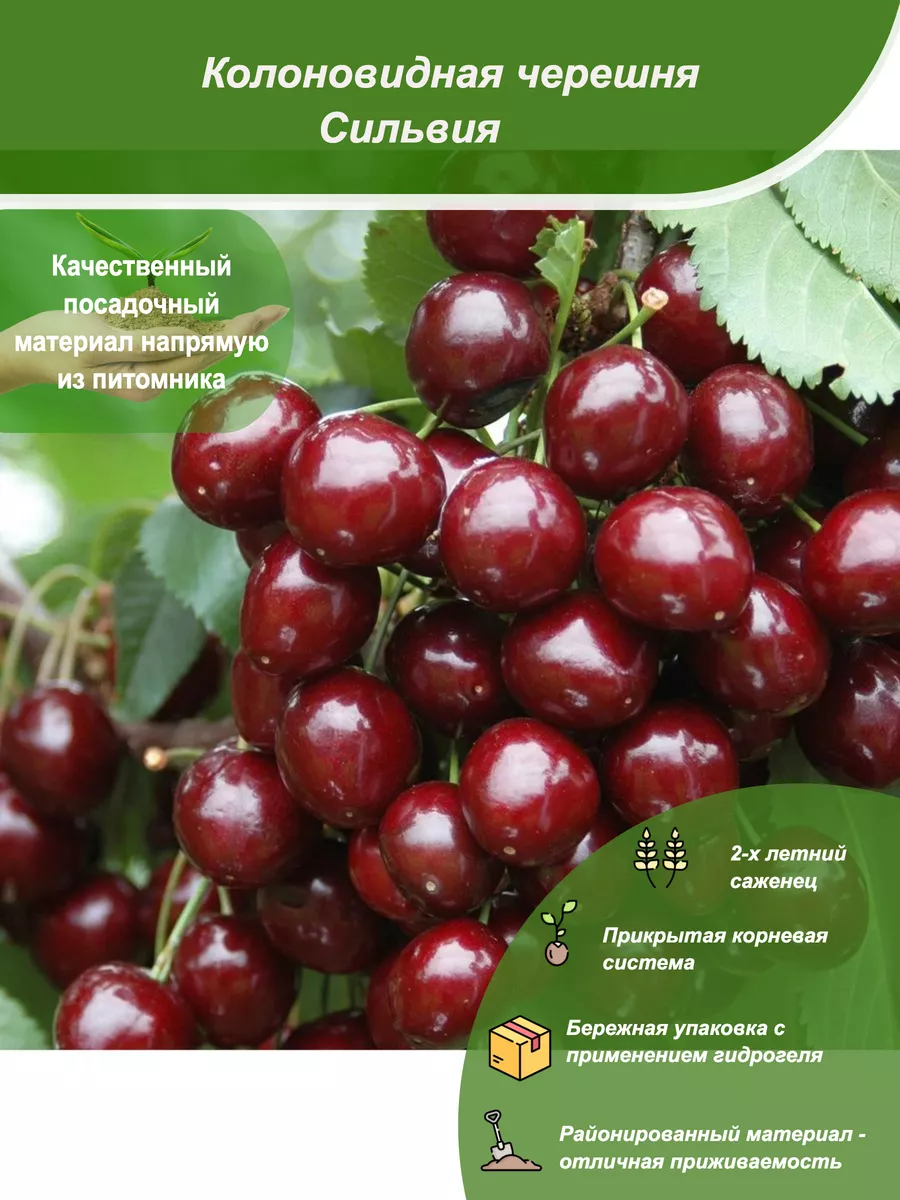 Колоновидная черешня
Сильвия
Качественный
посадочный
материал напрямую
из питомника
2-х летний
саженец
Прикрытая корневая
система
Бережная упаковка с
применением гидрогеля
Районированный материал -
отличная приживаемость